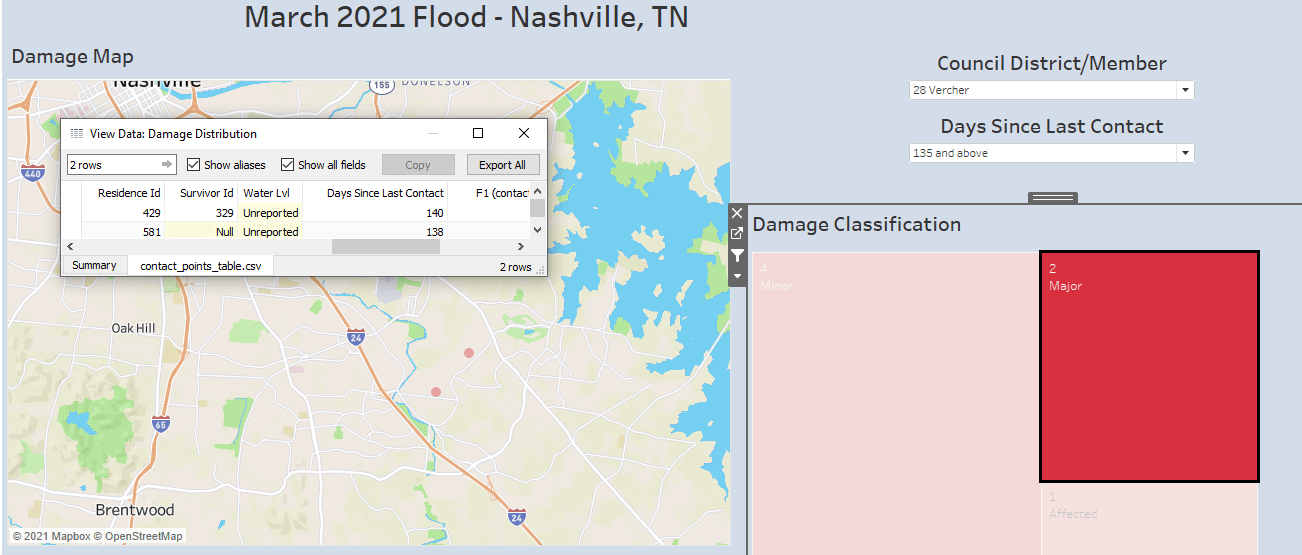 March 2021 Flood - Nashville, TN
Damage Map
Council District/Member
28 Vercher
Days Since Last Contact
135 and above
Nashville
155
DONELSON
440
View Data: Damage Distribution
2 rows
Show aliases
Show all fields
Copy
Export All
Residence Id Survivor Id Water Lvl Days Since Last Contact F1 (contac
429 329 Unreported 140
581 Null Unreported 138
Summary
contact_points_table.csv
2 rows
Damage Classification
4
Minor
2
Major
1
Affected
Oak Hill
24
65
Brentwood
24
© 2021 Mapbox © OpenStreetMap